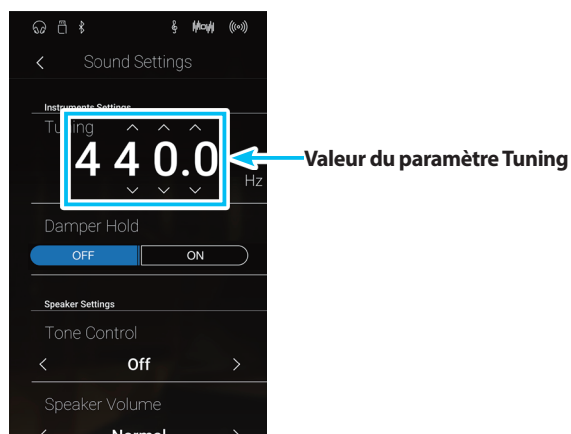 Sound Settings
Instruments Settings
Tuning
440.0
Hz
Valeur du paramètre Tuning
Damper Hold
OFF
ON
Speaker Settings
Tone Control
Off
Speaker Volume
Normal